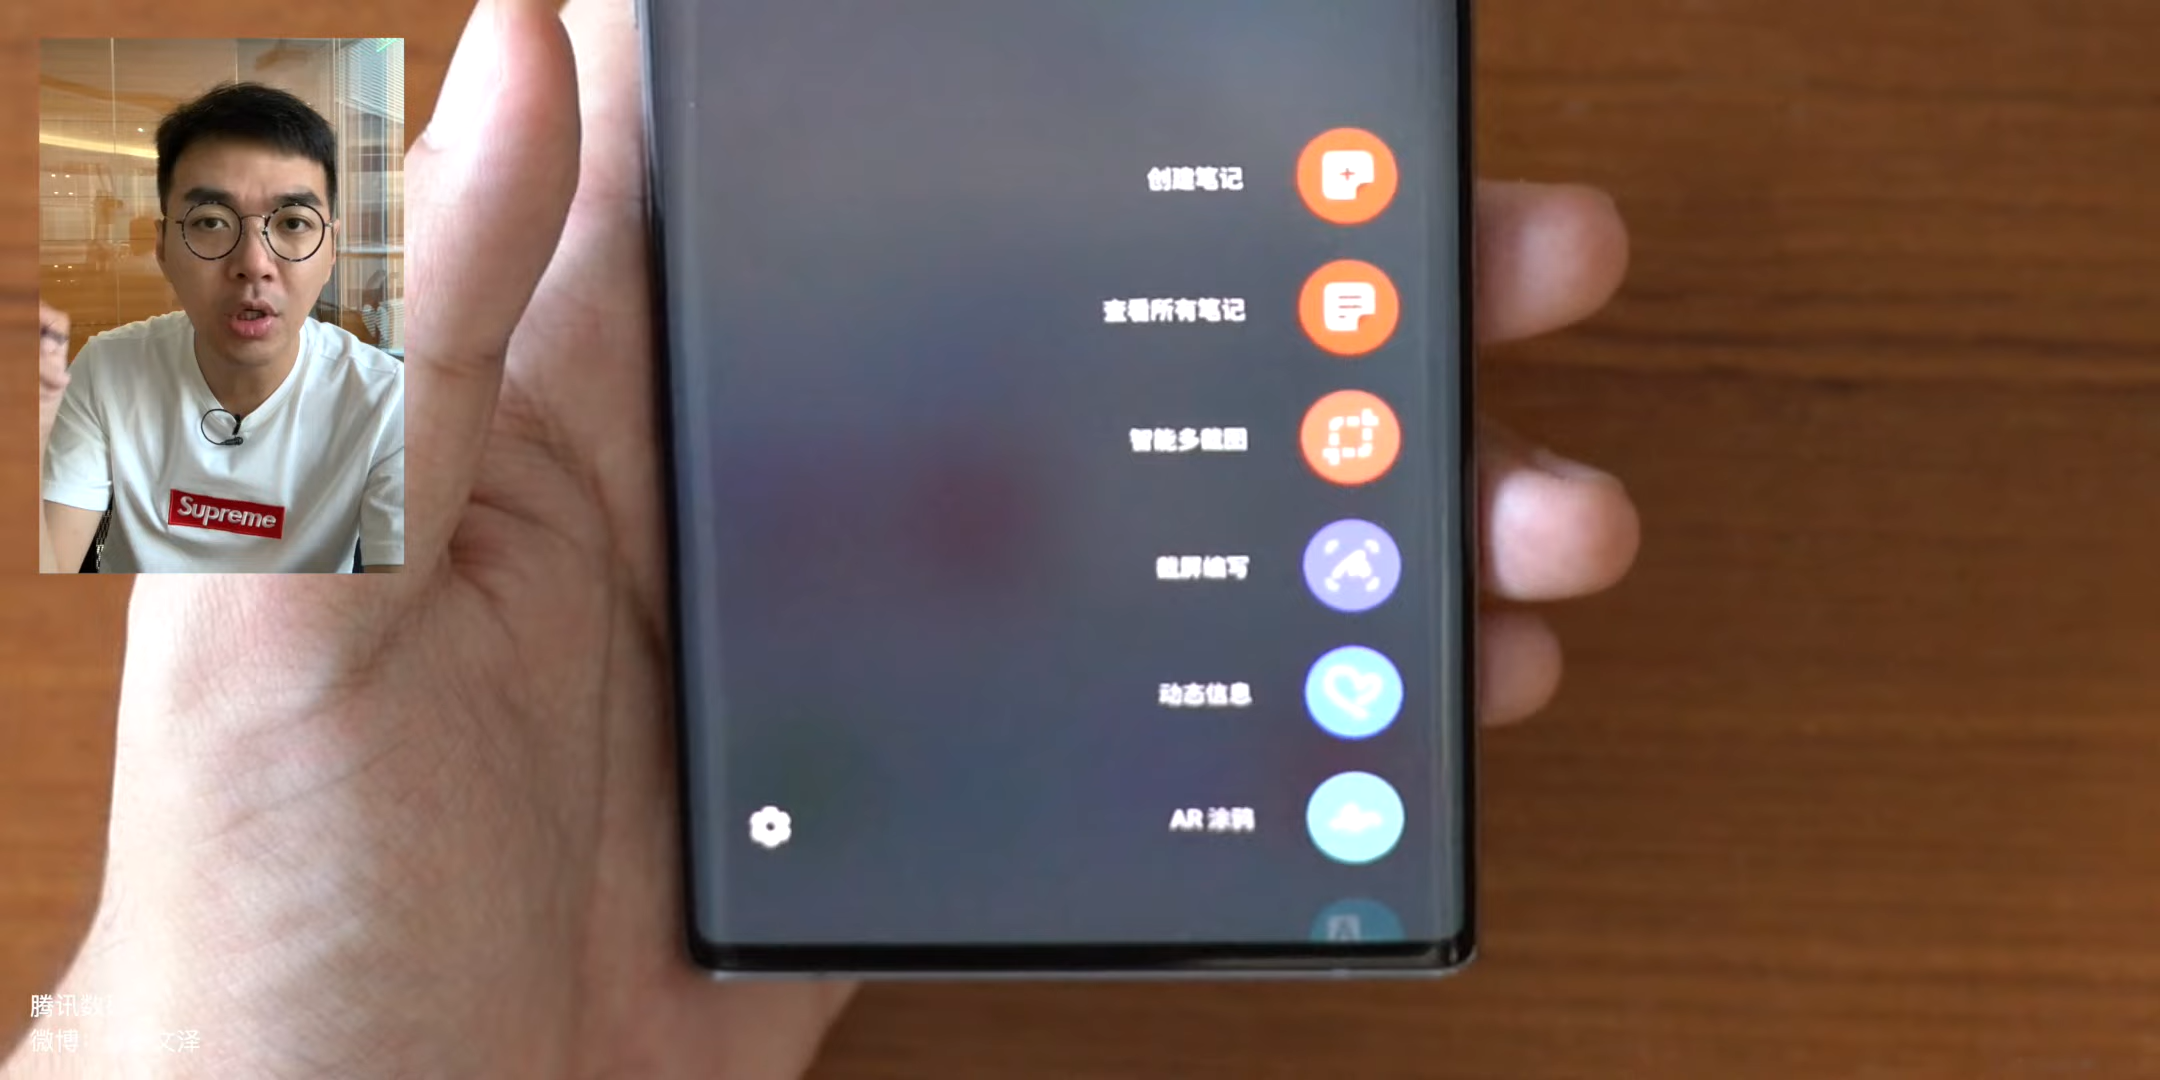 创建笔记
查看所有笔记
智能多截图
截屏编写
动态信息
AR 涂鸦
A
Supreme
腾讯数
微博
文泽